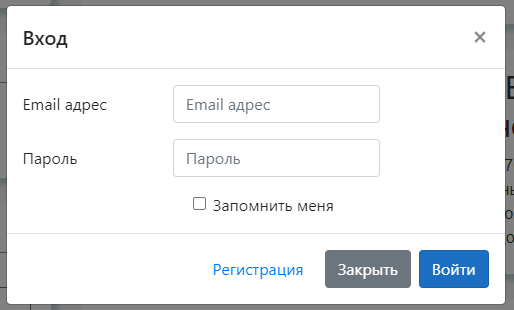 Вход ×
Email адрес Email адрес
Пароль Пароль
Запомнить меня
Регистрация Закрыть Войти